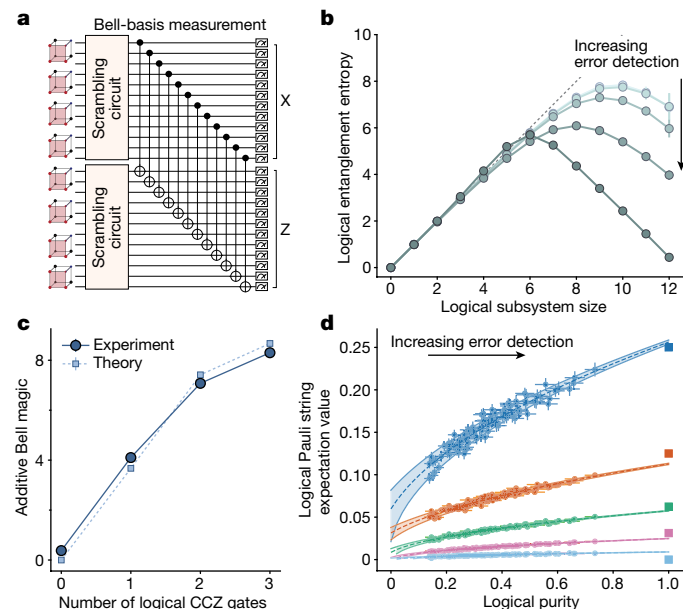 a
Bell-basis measurement
Scrambling
circuit
X
Scrambling
circuit
Z
b
Logical entanglement entropy
10
8
6
4
2
0
Increasing
error detection
0 2 4 6 8 10 12
Logical subsystem size
c
Additive Bell magic
8
4
0
Experiment
Theory
0 1 2 3
Number of logical CCZ gates
d
Logical Pauli string
expectation value
0.25
0.20
0.15
0.10
0.05
0
Increasing error detection
0 0.2 0.4 0.6 0.8 1.0
Logical purity